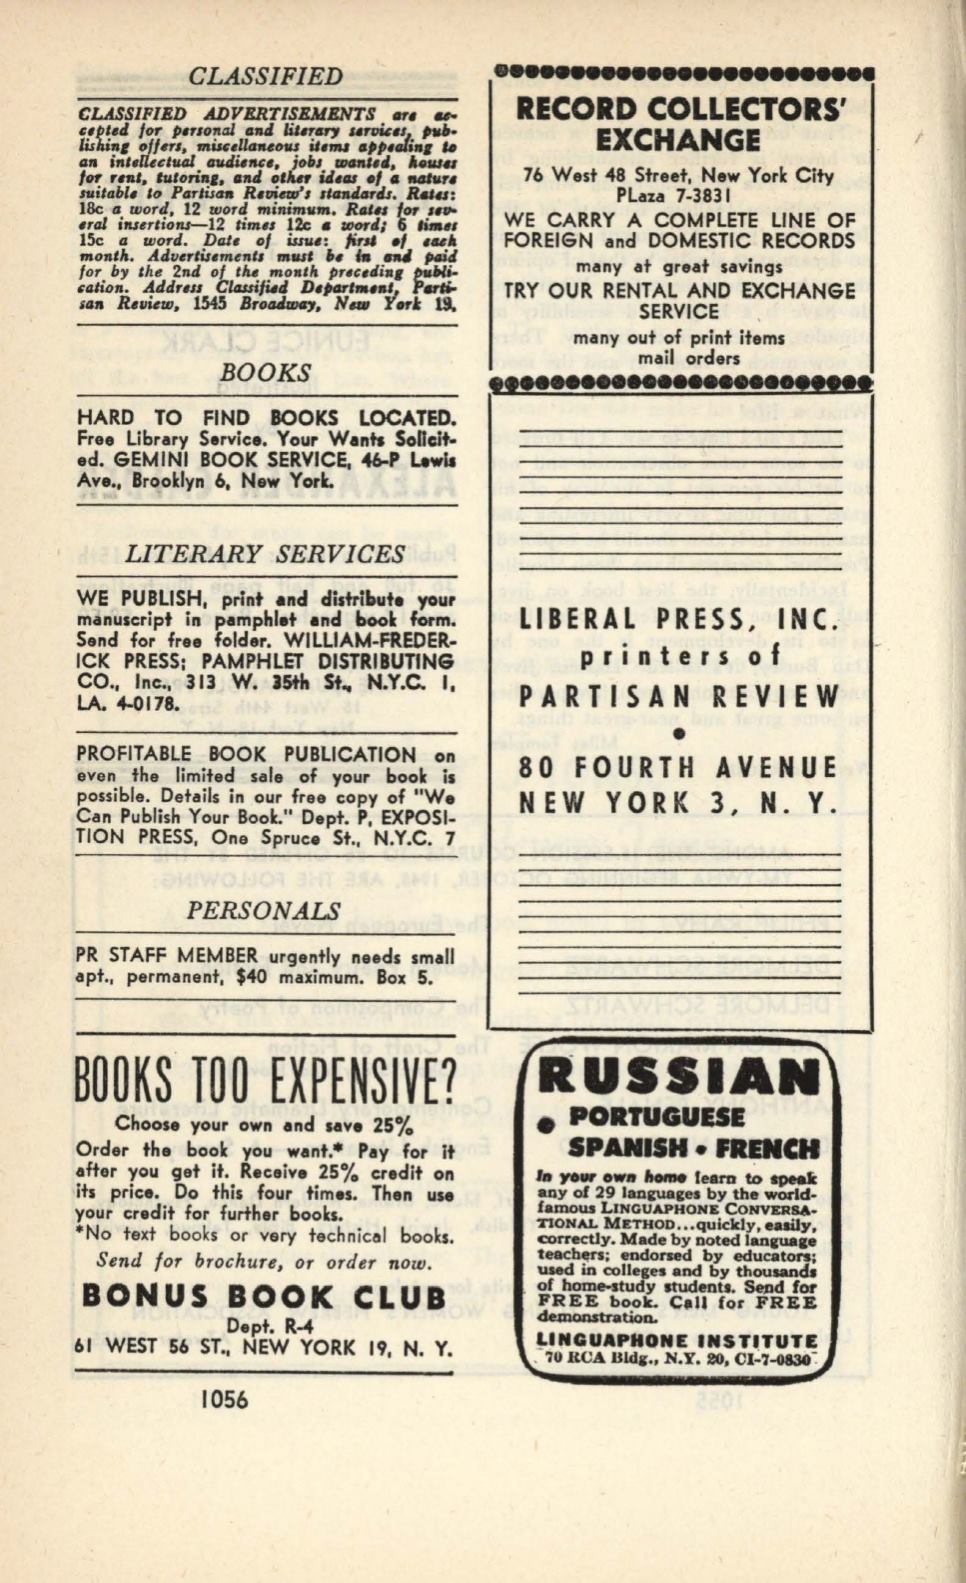 CLASSIFIED
CLASSIFIED ADVERTISEMENTS are ac-
cepted for personal and literary services, pub-
lishing offers, miscellaneous items appealing to
an intellectual audience, jobs wanted, houses
for rent, tutoring, and other ideas of a nature
suitable to Partisan Review's standards. Rates:
18c a word, 12 word minimum. Rates for sev-
eral insertions—12 times 12c a word; 6 times
15c a word. Date of issue: first of each
month. Advertisements must be in and paid
for by the 2nd of the month preceding publi-
cation. Address Classified Department, Parti-
san Review, 1545 Broadway, New York 19.
BOOKS
HARD TO FIND BOOKS LOCATED.
Free Library Service. Your Wants Solicit-
ed. GEMINI BOOK SERVICE, 46-P Lewis
Ave., Brooklyn 6, New York.
LITERARY SERVICES
WE PUBLISH, print and distribute your
manuscript in pamphlet and book form.
Send for free folder. WILLIAM-FREDER-
ICK PRESS; PAMPHLET DISTRIBUTING
CO., Inc., 313 W. 35th St., N.Y.C. 1,
LA. 4-0178.
PROFITABLE BOOK PUBLICATION on
even the limited sale of your book is
possible. Details in our free copy of "We
Can Publish Your Book." Dept. P, EXPOSI-
TION PRESS, One Spruce St., N.Y.C. 7
PERSONALS
PR STAFF MEMBER urgently needs small
apt., permanent, $40 maximum. Box 5.
BOOKS TOO EXPENSIVE?
Choose your own and save 25%
Order the book you want.* Pay for it
after you get it. Receive 25% credit on
its price. Do this four times. Then use
your credit for further books.
*No text books or very technical books.
Send for brochure, or order now.
BONUS BOOK CLUB
Dept. R-4
61 WEST 56 ST., NEW YORK 19, N. Y.
1056
RECORD COLLECTORS'
EXCHANGE
76 West 48 Street, New York City
PLaza 7-3831
WE CARRY A COMPLETE LINE OF
FOREIGN and DOMESTIC RECORDS
many at great savings
TRY OUR RENTAL AND EXCHANGE
SERVICE
many out of print items
mail orders
LIBERAL PRESS, INC.
printers of
PARTISAN REVIEW
•
80 FOURTH AVENUE
NEW YORK 3, N. Y.
RUSSIAN
• PORTUGUESE
SPANISH • FRENCH
In your own home learn to speak
any of 29 languages by the world-
famous LINGUAPHONE CONVERSA-
TIONAL METHOD...quickly, easily,
correctly. Made by noted language
teachers; endorsed by educators;
used in colleges and by thousands
of home-study students. Send for
FREE book. Call for FREE
demonstration.
LINGUAPHONE INSTITUTE
70 RCA Bldg., N.Y. 20, CI-7-0830